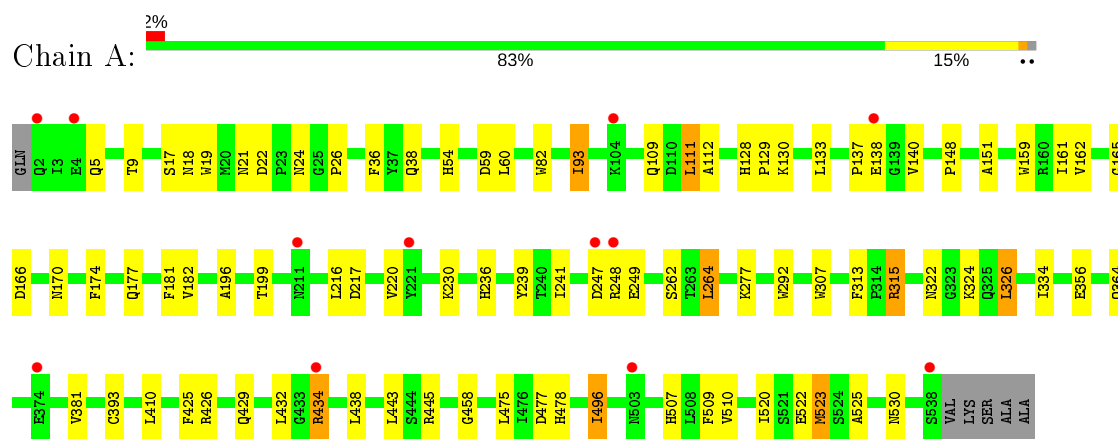 2%
Chain A:
83% 15% ••
GLN Q2 I3 E4 Q5 T9 S17 N18 W19 M20 N21 D22 P23 N24 G25 P26 F36 Y37 Q38 H54 D59 L60 W82 I93 K104 Q109 D110 L111 A112 H128 P129 K130 L133 P137 E138 G139 V140 P148 A151 W159 R160 I161 V162 G165
D166 N170 F174 Q177 F181 V182 A196 T199 N211 L216 D217 V220 Y221 K230 H236 Y239 T240 I241 D247 R248 E249 S262 T263 L264 K277 W292 W307 F313 P314 R315 N322 G323 K324 Q325 L326 I334 E356
E374 V381 C393 L410 F425 R426 Q429 L432 G433 R434 L438 L443 S444 R445 G458 L475 I476 D477 H478 I496 N503 H507 L508 F509 V510 I520 S521 E522 M523 S524 A525 N530 S538 VAL LYS SER ALA ALA